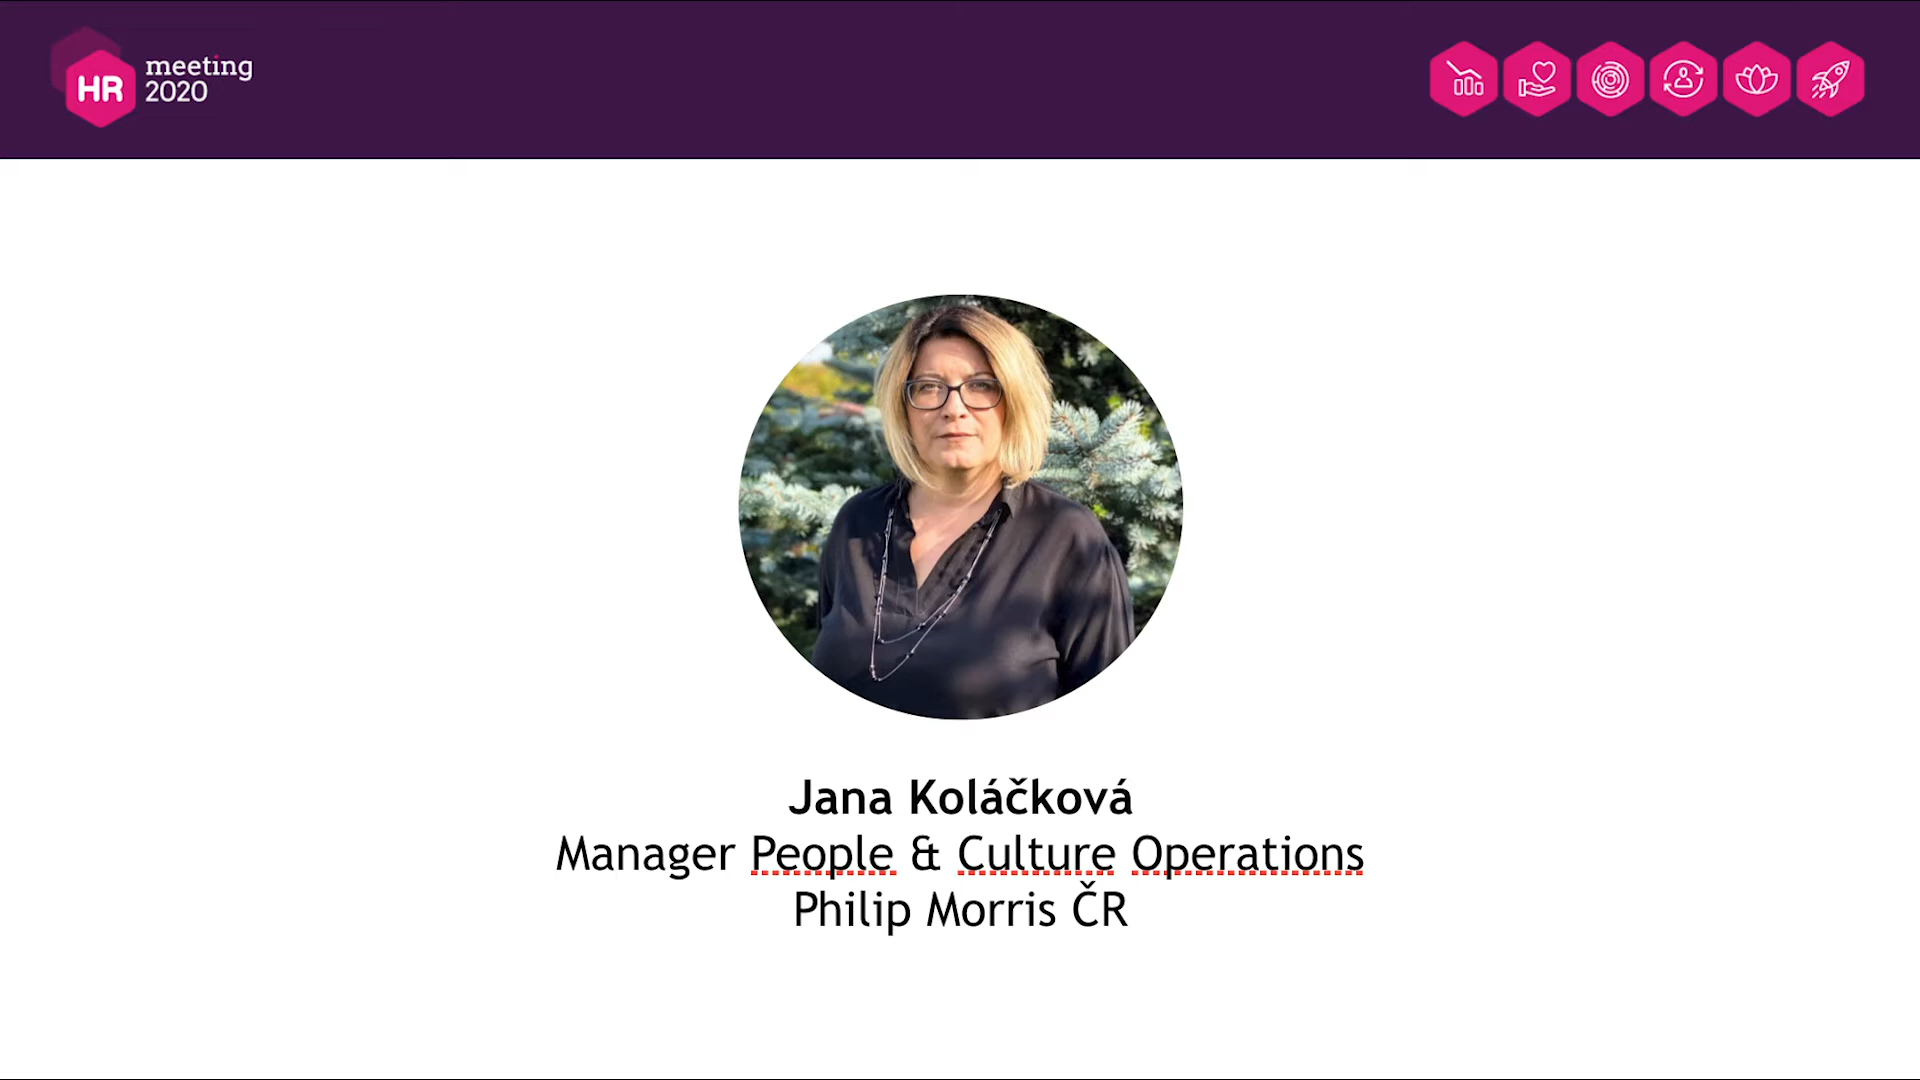 HR
meeting
2020
Jana Koláčková
Manager People & Culture Operations
Philip Morris ČR